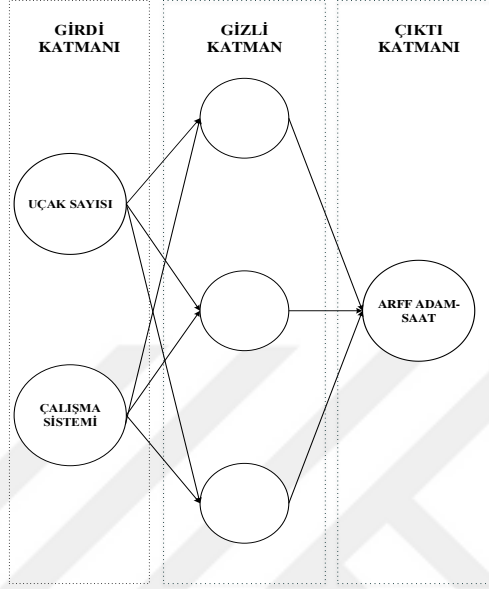 GİRDİ
KATMANI
GİZLİ
KATMAN
ÇIKTI
KATMANI
UÇAK SAYISI
ARFF ADAM-
SAAT
ÇALIŞMA
SİSTEMİ